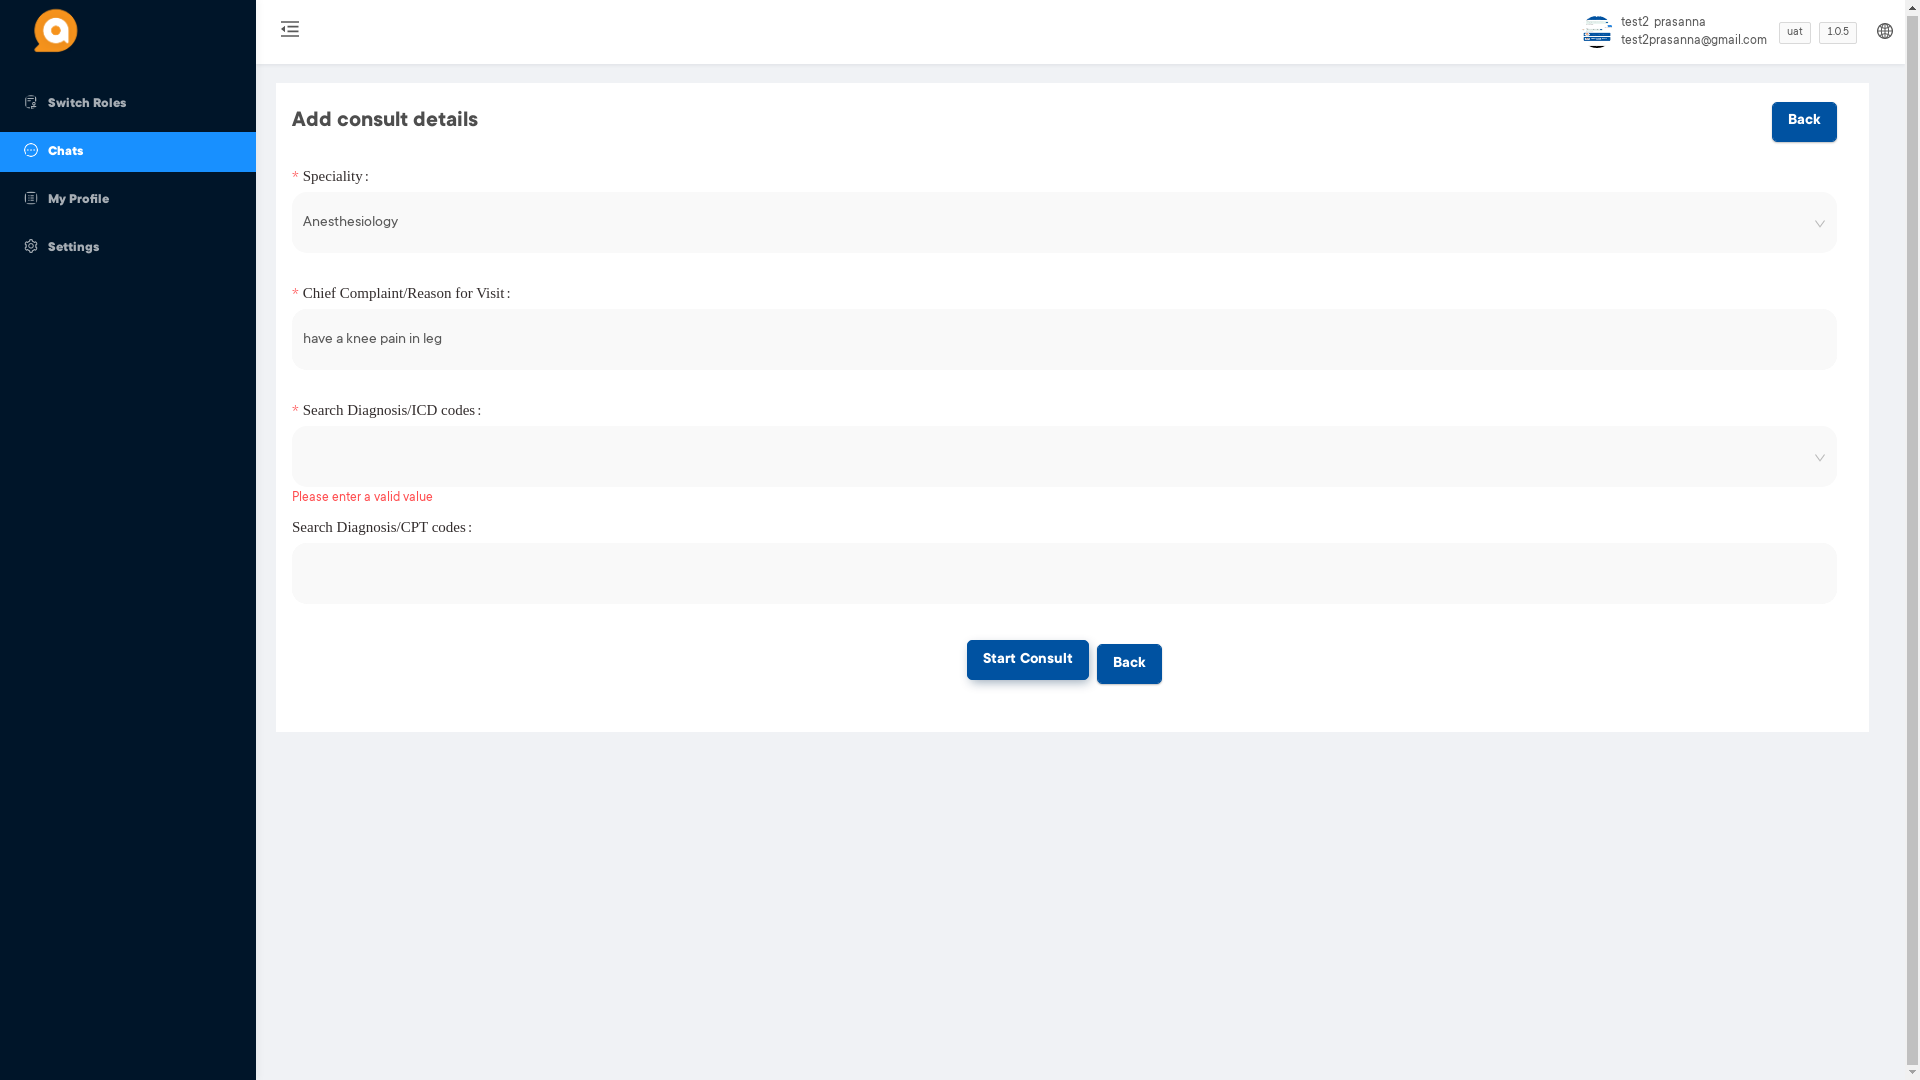 test2 prasanna
test2prasanna@gmail.com
uat
1.0.5
Switch Roles
Chats
My Profile
Settings
Add consult details
Back
* Speciality :
Anesthesiology
* Chief Complaint/Reason for Visit :
have a knee pain in leg
* Search Diagnosis/ICD codes :
Please enter a valid value
Search Diagnosis/CPT codes :
Start Consult
Back